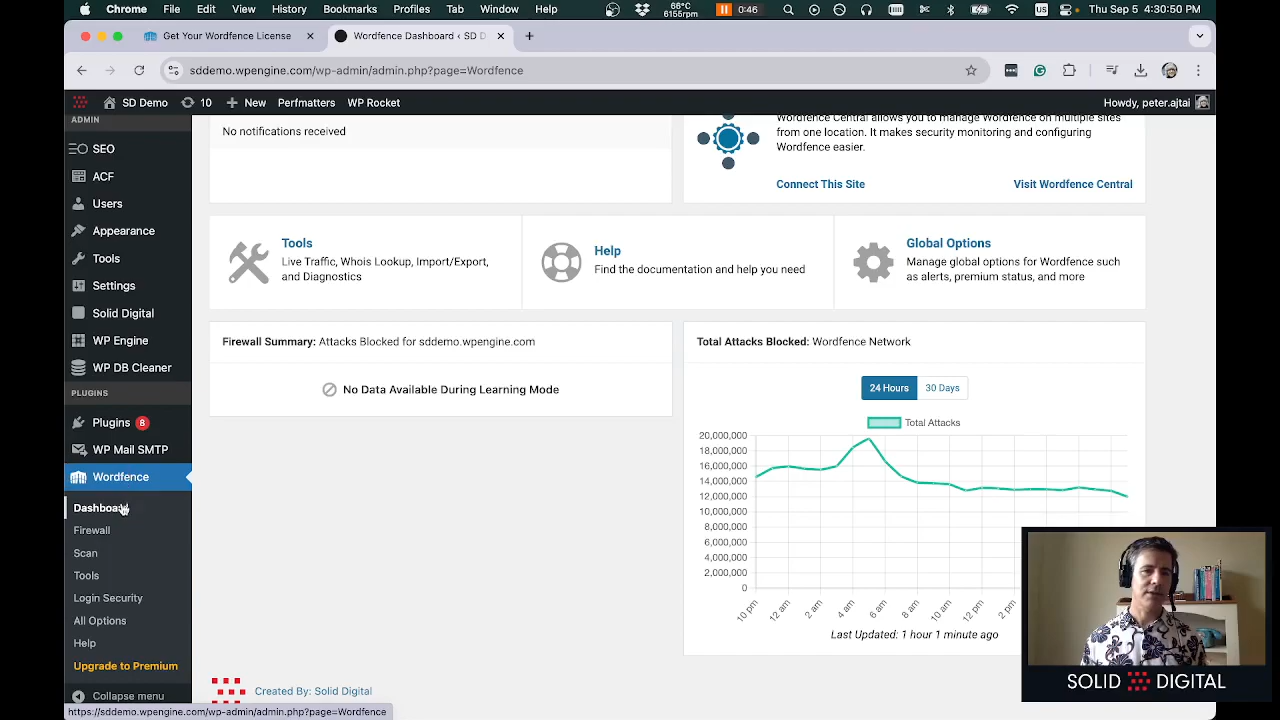 Chrome File Edit View History Bookmarks Profiles Tab Window Help 66°C 6155rpm 0:46 US Thu Sep 5 4:30:50 PM
Get Your Wordfence License
Wordfence Dashboard ‹ SD D
sddemo.wpengine.com/wp-admin/admin.php?page=Wordfence
SD Demo 10 New Perfmatters WP Rocket Howdy, peter.ajtai
ADMIN
SEO
ACF
Users
Appearance
Tools
Settings
Solid Digital
WP Engine
WP DB Cleaner
PLUGINS
Plugins 8
WP Mail SMTP
Wordfence
Dashboard
Firewall
Scan
Tools
Login Security
All Options
Help
Upgrade to Premium
Collapse menu
No notifications received
Wordfence Central allows you to manage Wordfence on multiple sites
from one location. It makes security monitoring and configuring
Wordfence easier.
Connect This Site Visit Wordfence Central
Tools
Live Traffic, Whois Lookup, Import/Export,
and Diagnostics
Help
Find the documentation and help you need
Global Options
Manage global options for Wordfence such
as alerts, premium status, and more
Firewall Summary: Attacks Blocked for sddemo.wpengine.com
No Data Available During Learning Mode
Total Attacks Blocked: Wordfence Network
24 Hours 30 Days
Total Attacks
20,000,000
18,000,000
16,000,000
14,000,000
12,000,000
10,000,000
8,000,000
6,000,000
4,000,000
2,000,000
0
10 pm 12 am 2 am 4 am 6 am 8 am 10 am 12 pm 2 pm
Last Updated: 1 hour 1 minute ago
Created By: Solid Digital
SOLID DIGITAL
https://sddemo.wpengine.com/wp-admin/admin.php?page=Wordfence